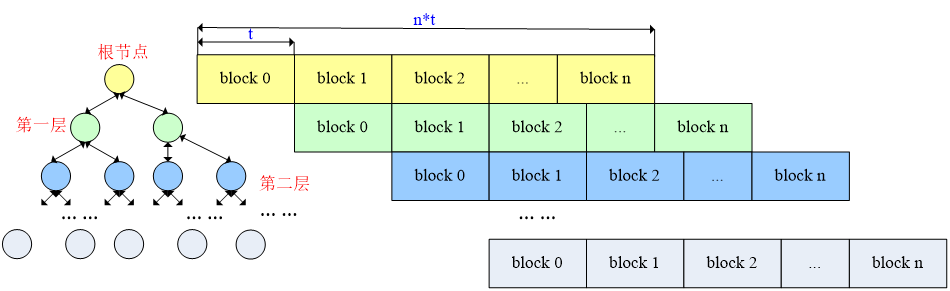 n*t
t
根节点
block 0 block 1 block 2 ... block n
第一层
block 0 block 1 block 2 ... block n
第二层
block 0 block 1 block 2 ... block n
... ... ... ... ... ... ... ...
block 0 block 1 block 2 ... block n